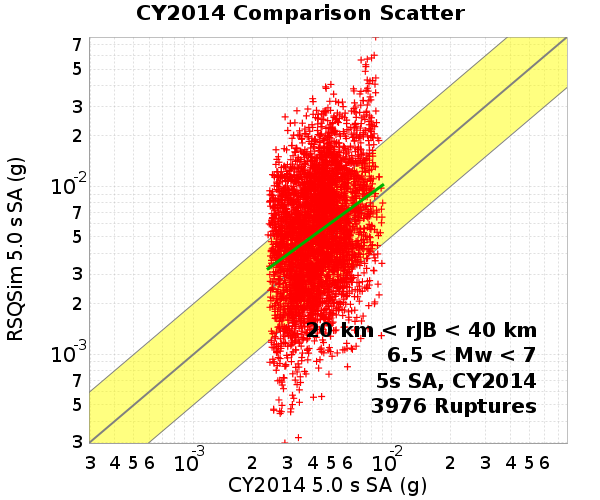 CY2014 Comparison Scatter
RSQSim 5.0 s SA (g)
7
5
3
2
10-2
7
5
3
2
10-3
7
5
3
20 km < rJB < 40 km
6.5 < Mw < 7
5s SA, CY2014
3976 Ruptures
3 4 5 6 10-3 2 3 4 5 6 10-2 2 3 4 5 6
CY2014 5.0 s SA (g)